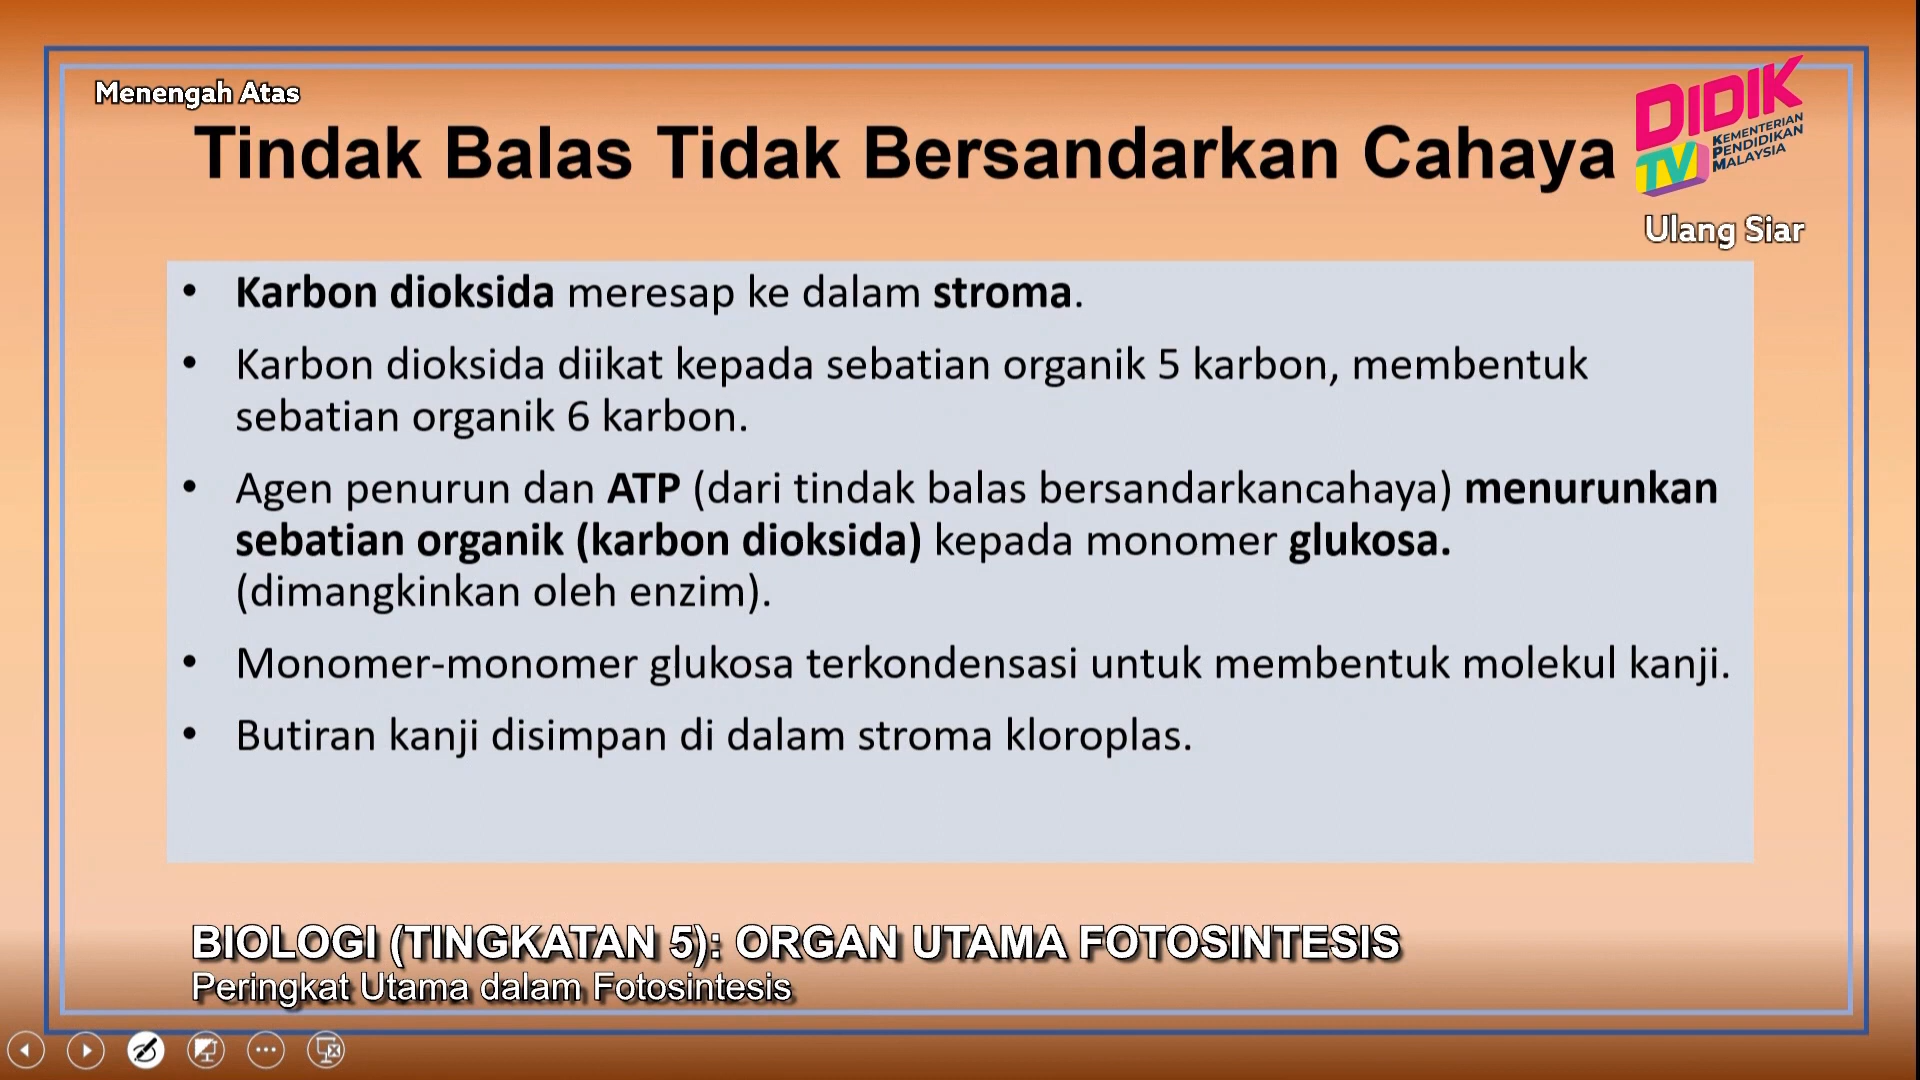 Menengah Atas
Tindak Balas Tidak Bersandarkan Cahaya
DIDIK
TV
KEMENTERIAN
PENDIDIKAN
MALAYSIA
Ulang Siar
• Karbon dioksida meresap ke dalam stroma.
• Karbon dioksida diikat kepada sebatian organik 5 karbon, membentuk
sebatian organik 6 karbon.
• Agen penurun dan ATP (dari tindak balas bersandarkancahaya) menurunkan
sebatian organik (karbon dioksida) kepada monomer glukosa.
(dimangkinkan oleh enzim).
• Monomer-monomer glukosa terkondensasi untuk membentuk molekul kanji.
• Butiran kanji disimpan di dalam stroma kloroplas.
BIOLOGI (TINGKATAN 5): ORGAN UTAMA FOTOSINTESIS
Peringkat Utama dalam Fotosintesis